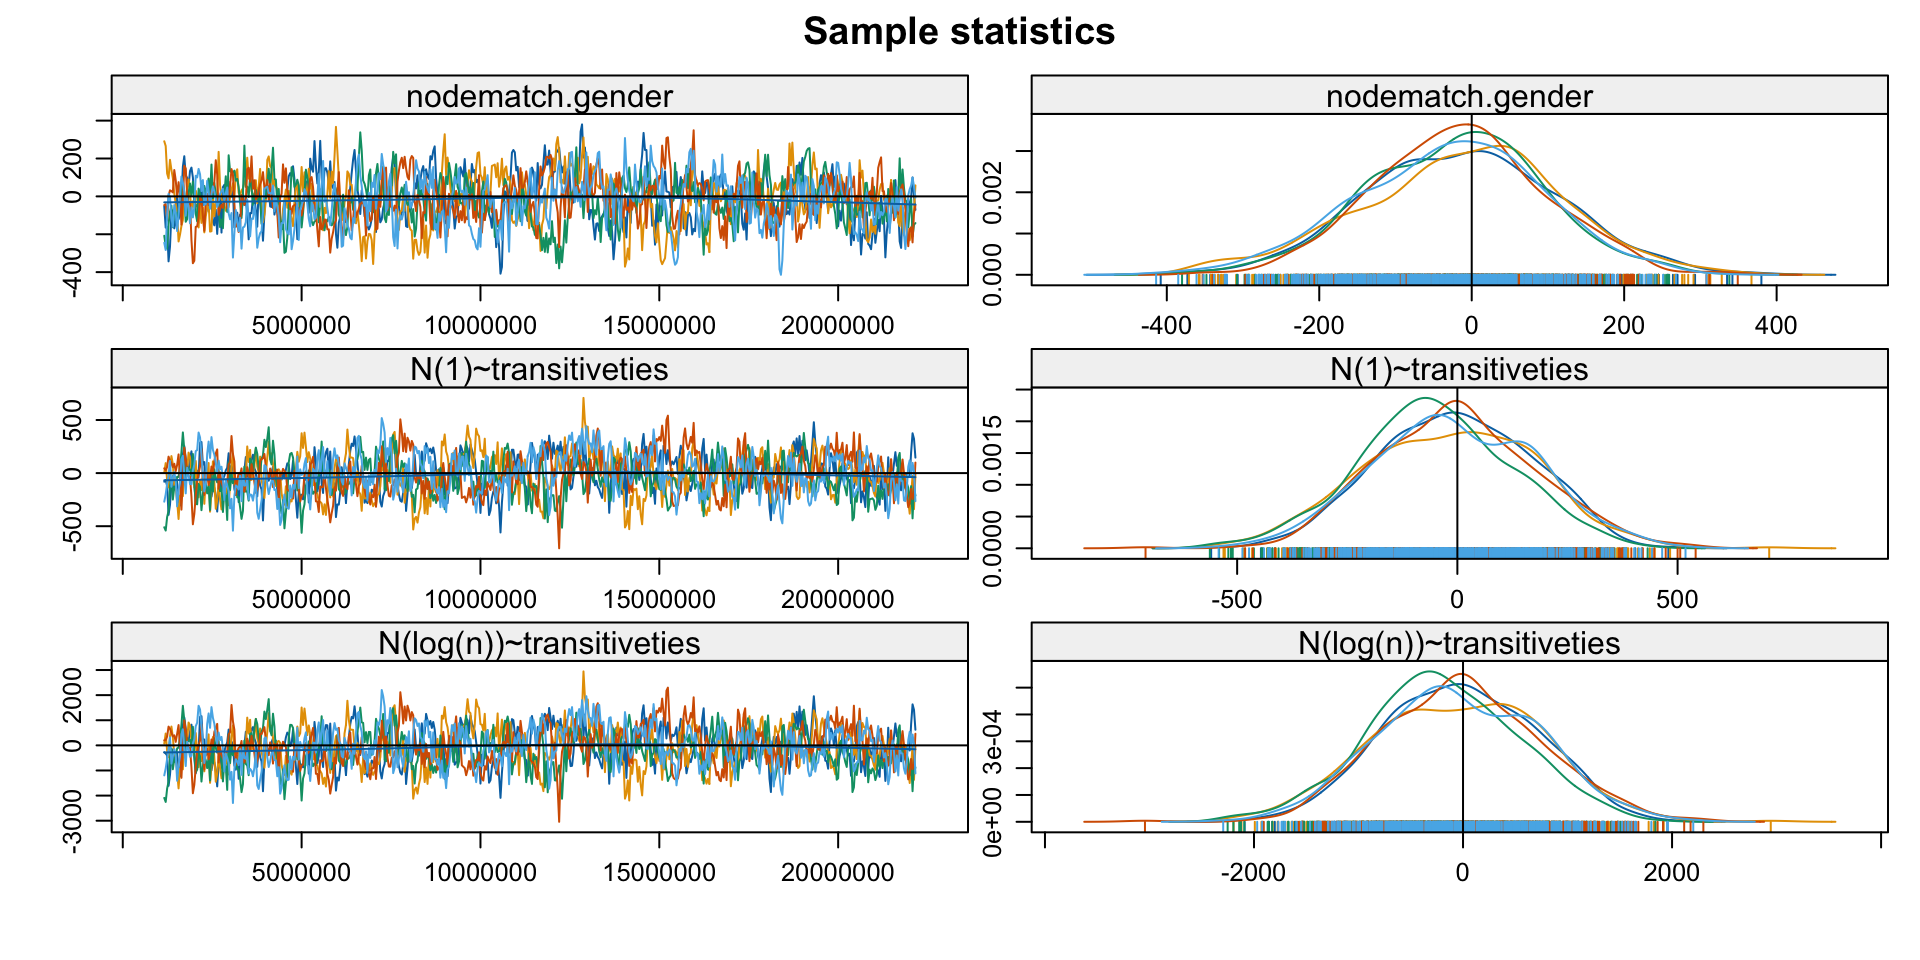 Sample statistics
nodematch.gender
nodematch.gender
-400 0 200
0.000 0.002
5000000 10000000 15000000 20000000
-400 -200 0 200 400
N(1)~transitiveties
N(1)~transitiveties
-500 0 500
0.0000 0.0015
5000000 10000000 15000000 20000000
-500 0 500
N(log(n))~transitiveties
N(log(n))~transitiveties
-3000 0 2000
0e+00 3e-04
5000000 10000000 15000000 20000000
-2000 0 2000